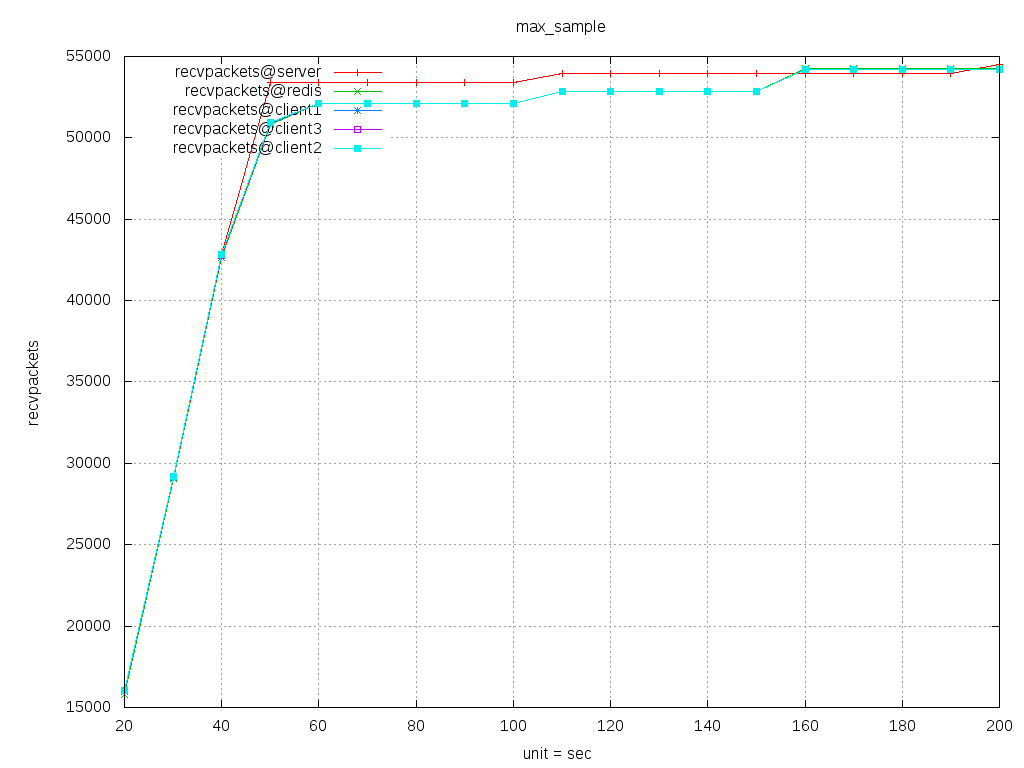 max_sample
55000
50000
45000
40000
35000
30000
25000
20000
15000
recvpackets
recvpackets@server
recvpackets@redis
recvpackets@client1
recvpackets@client3
recvpackets@client2
20 40 60 80 100 120 140 160 180 200
unit = sec